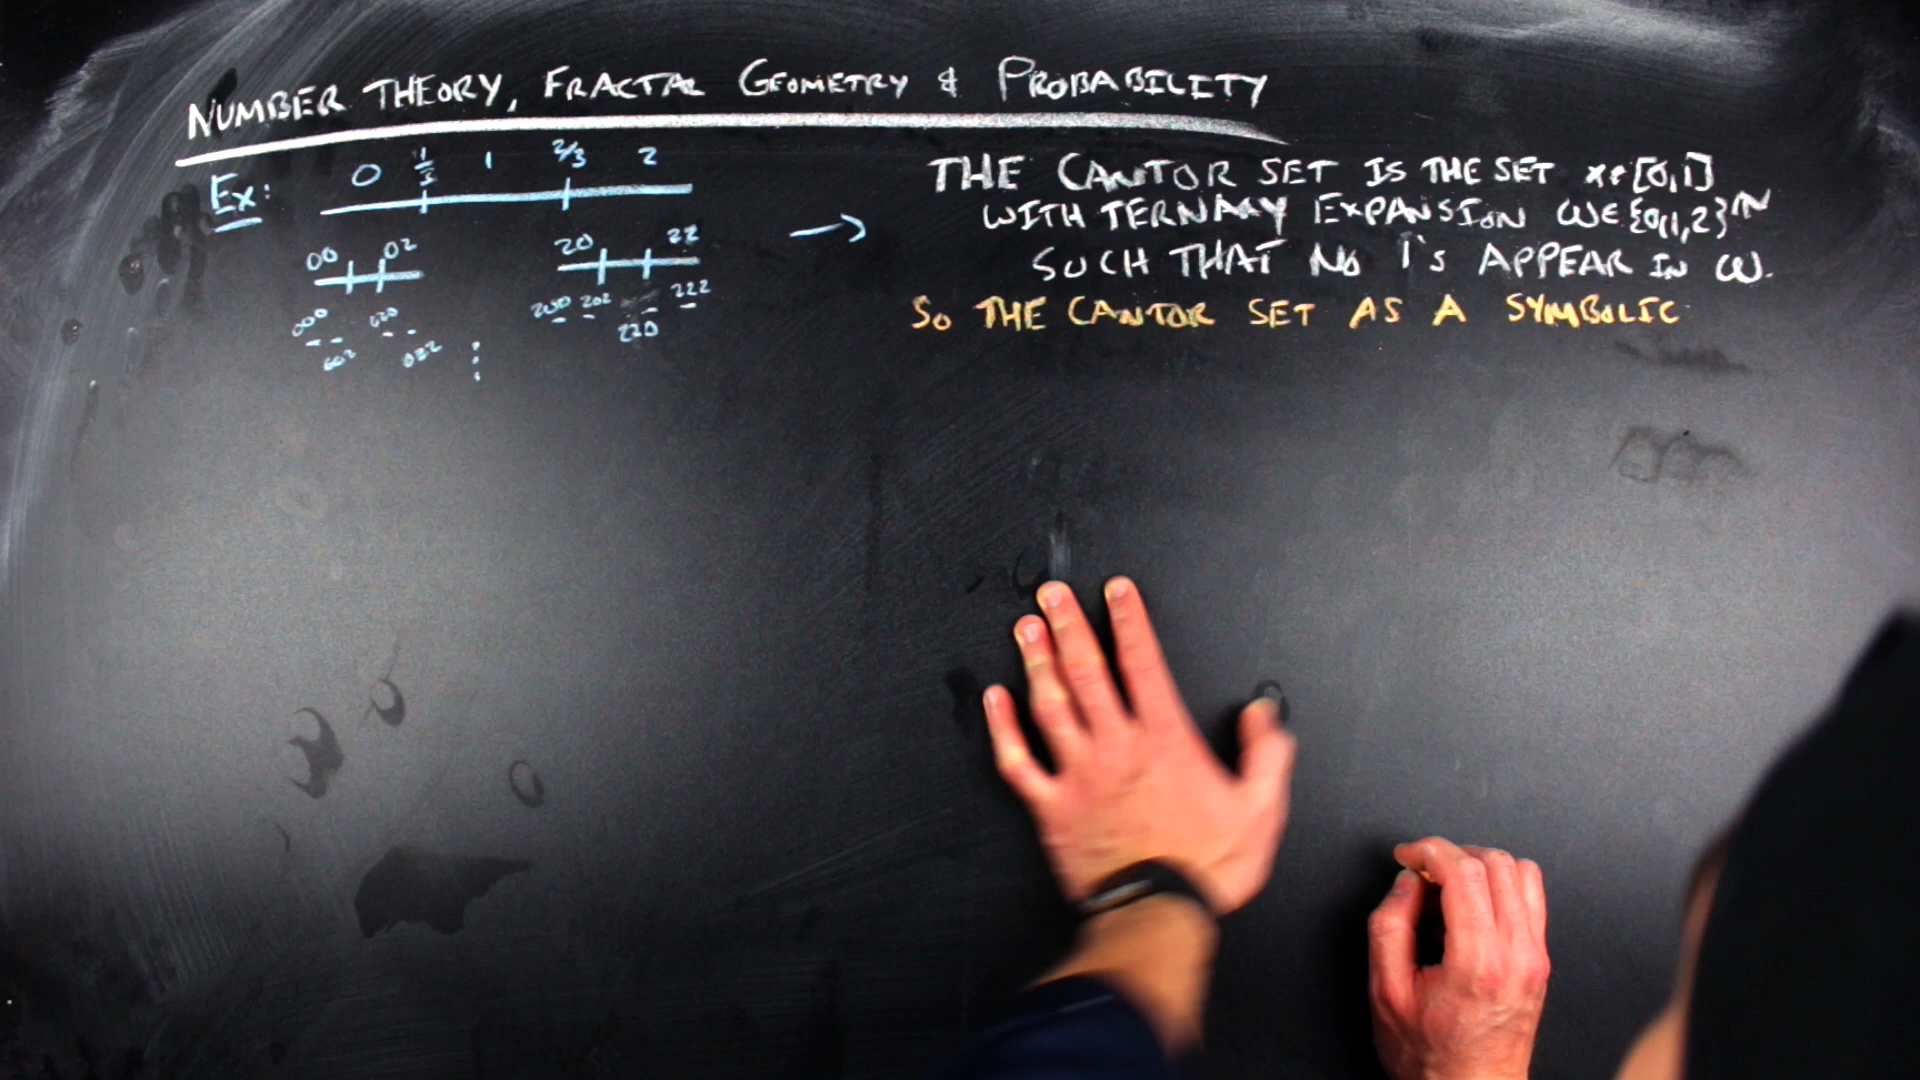 NUMBER THEORY, FRACTAL GEOMETRY & PROBABILITY
Ex:
0 1/3 1 2/3 2
00 02 20 22
000 020 200 202 222
002 022 220
→ THE CANTOR SET IS THE SET x∈[0,1]
WITH TERNARY EXPANSION ω∈{0,1,2}^ℕ
SUCH THAT NO 1's APPEAR IN ω.
SO THE CANTOR SET AS A SYMBOLIC